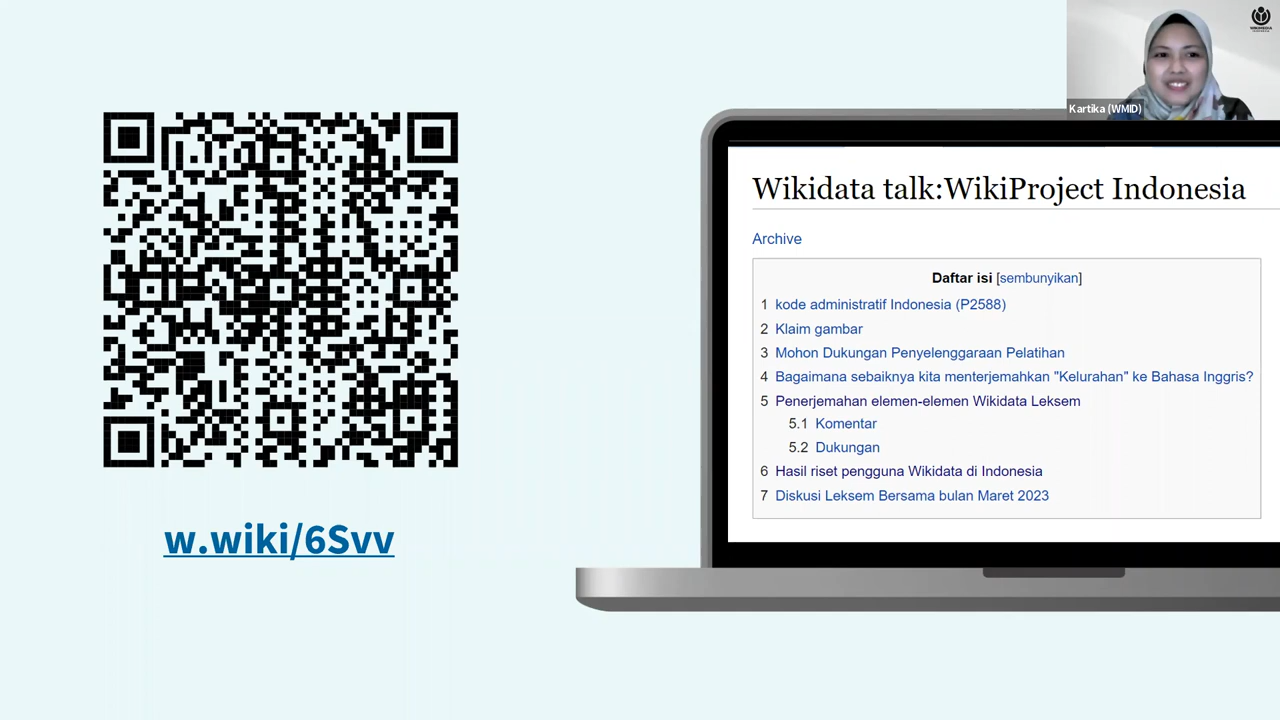 WIKIMEDIA
INDONESIA
Kartika (WMID)
Wikidata talk:WikiProject Indonesia
Archive
Daftar isi [sembunyikan]
1 kode administratif Indonesia (P2588)
2 Klaim gambar
3 Mohon Dukungan Penyelenggaraan Pelatihan
4 Bagaimana sebaiknya kita menterjemahkan "Kelurahan" ke Bahasa Inggris?
5 Penerjemahan elemen-elemen Wikidata Leksem
5.1 Komentar
5.2 Dukungan
6 Hasil riset pengguna Wikidata di Indonesia
7 Diskusi Leksem Bersama bulan Maret 2023
w.wiki/6Svv